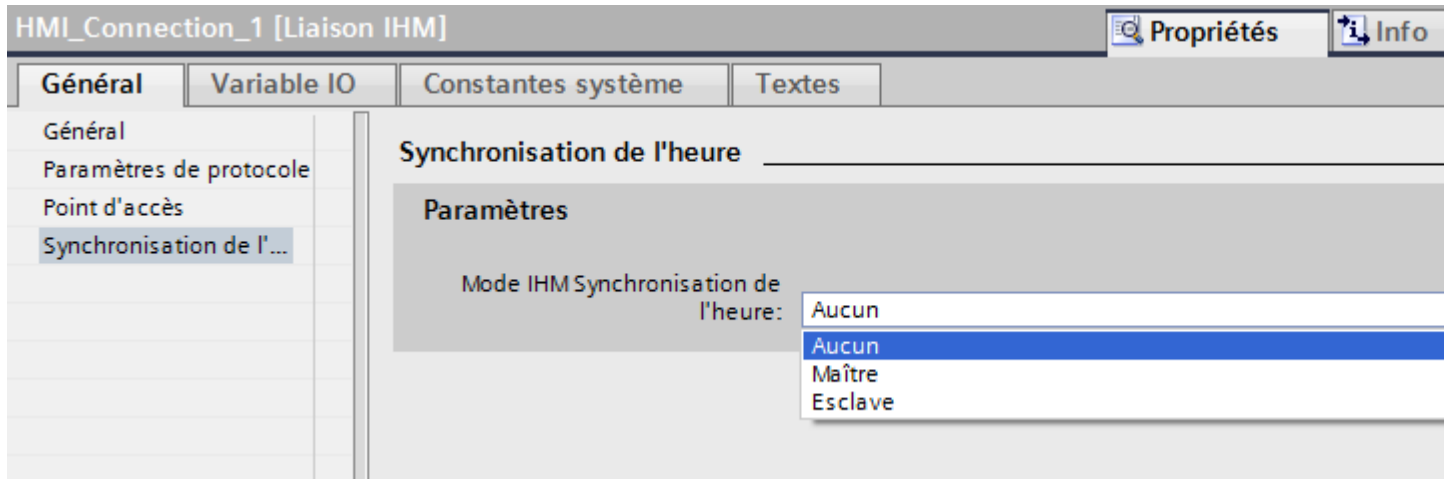 HMI_Connection_1 [Liaison IHM]
Propriétés
Info
Général
Variable IO
Constantes système
Textes
Général
Paramètres de protocole
Point d'accès
Synchronisation de l'...
Synchronisation de l'heure
Paramètres
Mode IHM Synchronisation de
l'heure:
Aucun
Aucun
Maître
Esclave